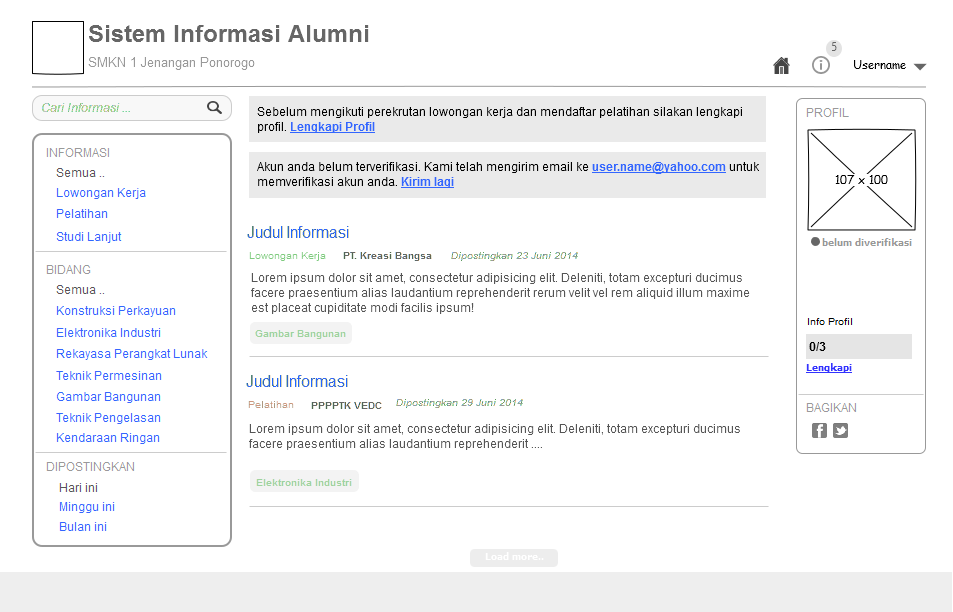 Sistem Informasi Alumni
SMKN 1 Jenangan Ponorogo
5
Username
Cari Informasi ...
INFORMASI
Semua ..
Lowongan Kerja
Pelatihan
Studi Lanjut
BIDANG
Semua ..
Konstruksi Perkayuan
Elektronika Industri
Rekayasa Perangkat Lunak
Teknik Permesinan
Gambar Bangunan
Teknik Pengelasan
Kendaraan Ringan
DIPOSTINGKAN
Hari ini
Minggu ini
Bulan ini
Sebelum mengikuti perekrutan lowongan kerja dan mendaftar pelatihan silakan lengkapi
profil. Lengkapi Profil
Akun anda belum terverifikasi. Kami telah mengirim email ke user.name@yahoo.com untuk
memverifikasi akun anda. Kirim lagi
Judul Informasi
Lowongan Kerja PT. Kreasi Bangsa Dipostingkan 23 Juni 2014
Lorem ipsum dolor sit amet, consectetur adipisicing elit. Deleniti, totam excepturi ducimus
facere praesentium alias laudantium reprehenderit rerum velit vel rem aliquid illum maxime
est placeat cupiditate modi facilis ipsum!
Gambar Bangunan
Judul Informasi
Pelatihan PPPPTK VEDC Dipostingkan 29 Juni 2014
Lorem ipsum dolor sit amet, consectetur adipisicing elit. Deleniti, totam excepturi ducimus
facere praesentium alias laudantium reprehenderit ....
Elektronika Industri
Load more..
PROFIL
107 x 100
belum diverifikasi
Info Profil
0/3
Lengkapi
BAGIKAN